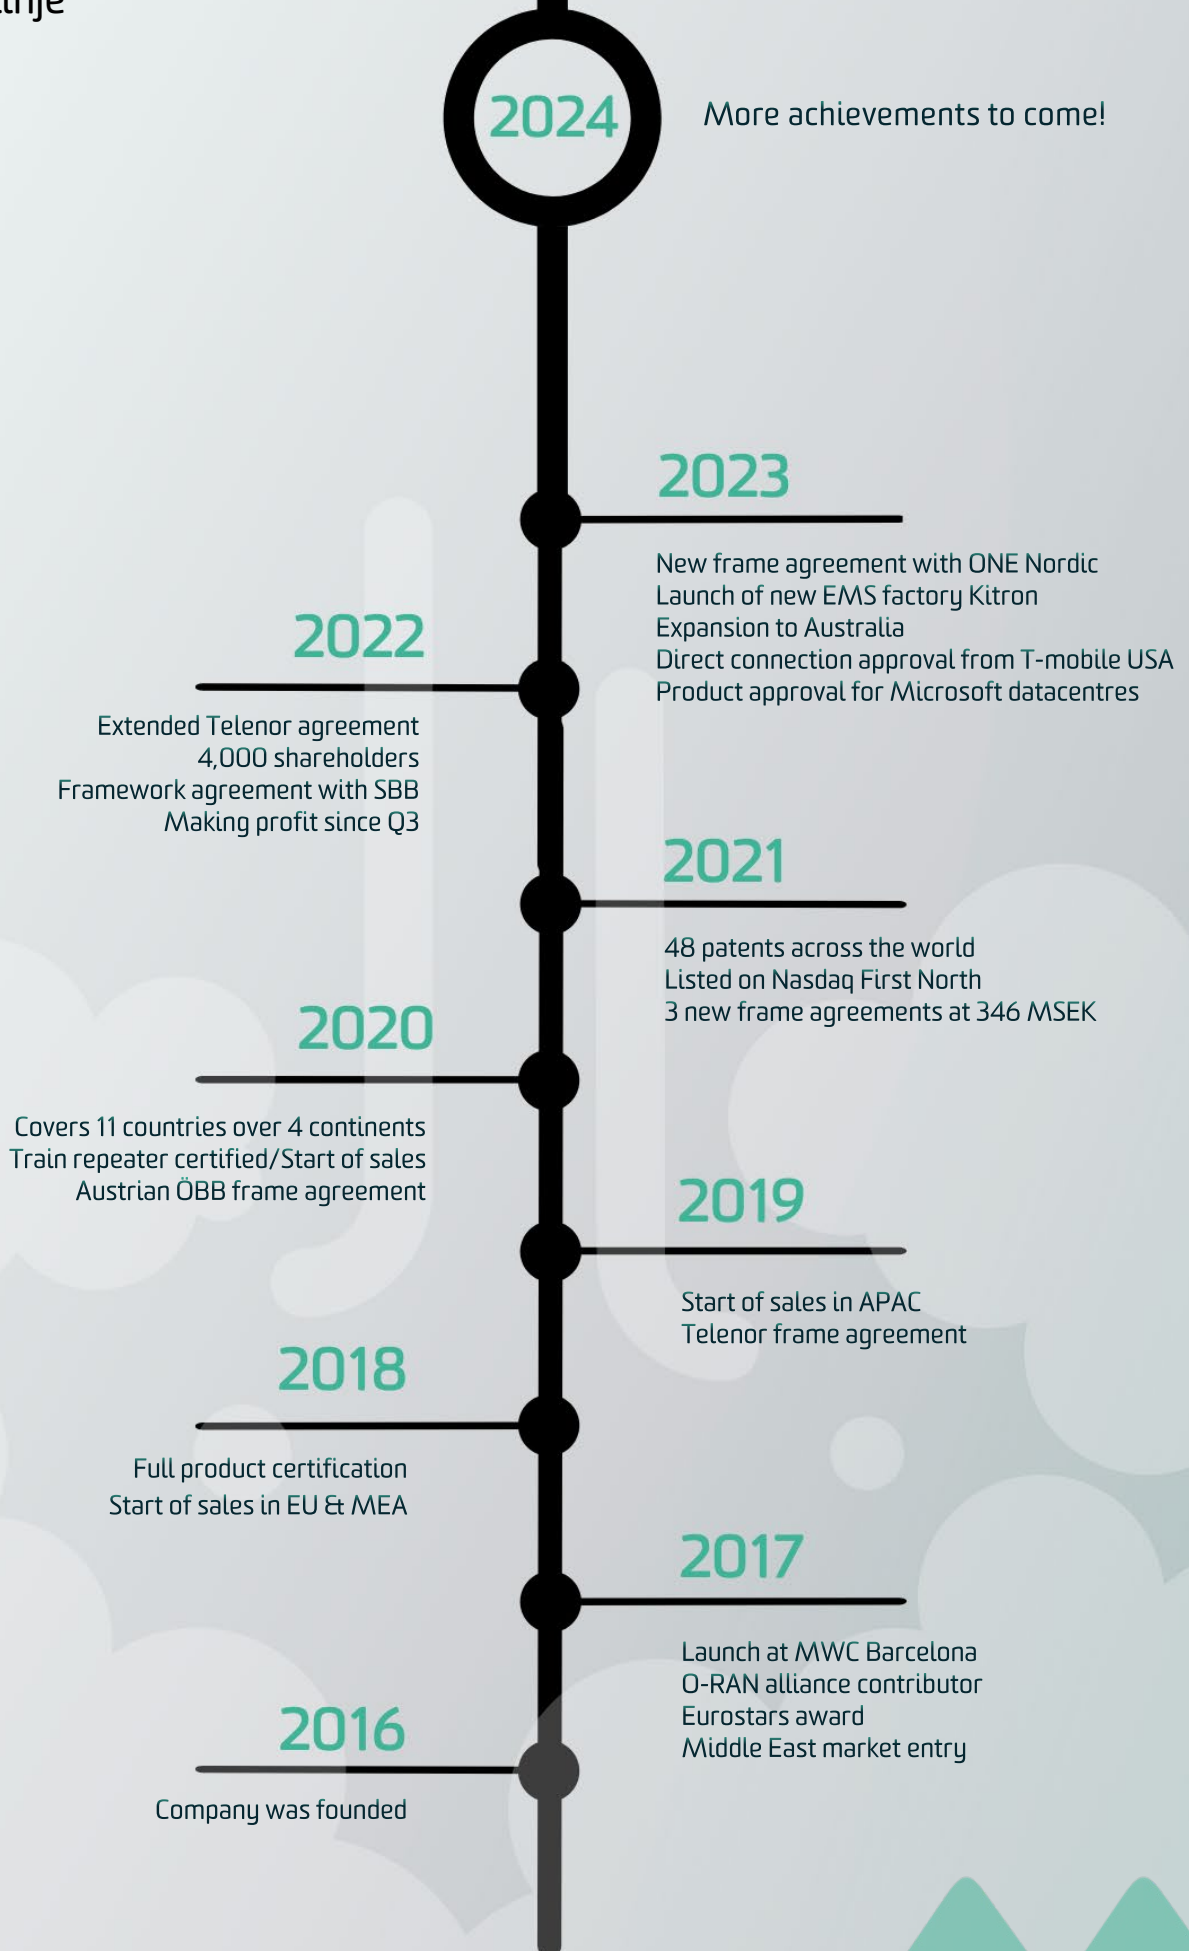 2024
More achievements to come!
2023
New frame agreement with ONE Nordic
Launch of new EMS factory Kitron
Expansion to Australia
Direct connection approval from T-mobile USA
Product approval for Microsoft datacentres
2022
Extended Telenor agreement
4,000 shareholders
Framework agreement with SBB
Making profit since Q3
2021
48 patents across the world
Listed on Nasdaq First North
3 new frame agreements at 346 MSEK
2020
Covers 11 countries over 4 continents
Train repeater certified/Start of sales
Austrian ÖBB frame agreement
2019
Start of sales in APAC
Telenor frame agreement
2018
Full product certification
Start of sales in EU & MEA
2017
Launch at MWC Barcelona
O-RAN alliance contributor
Eurostars award
Middle East market entry
2016
Company was founded